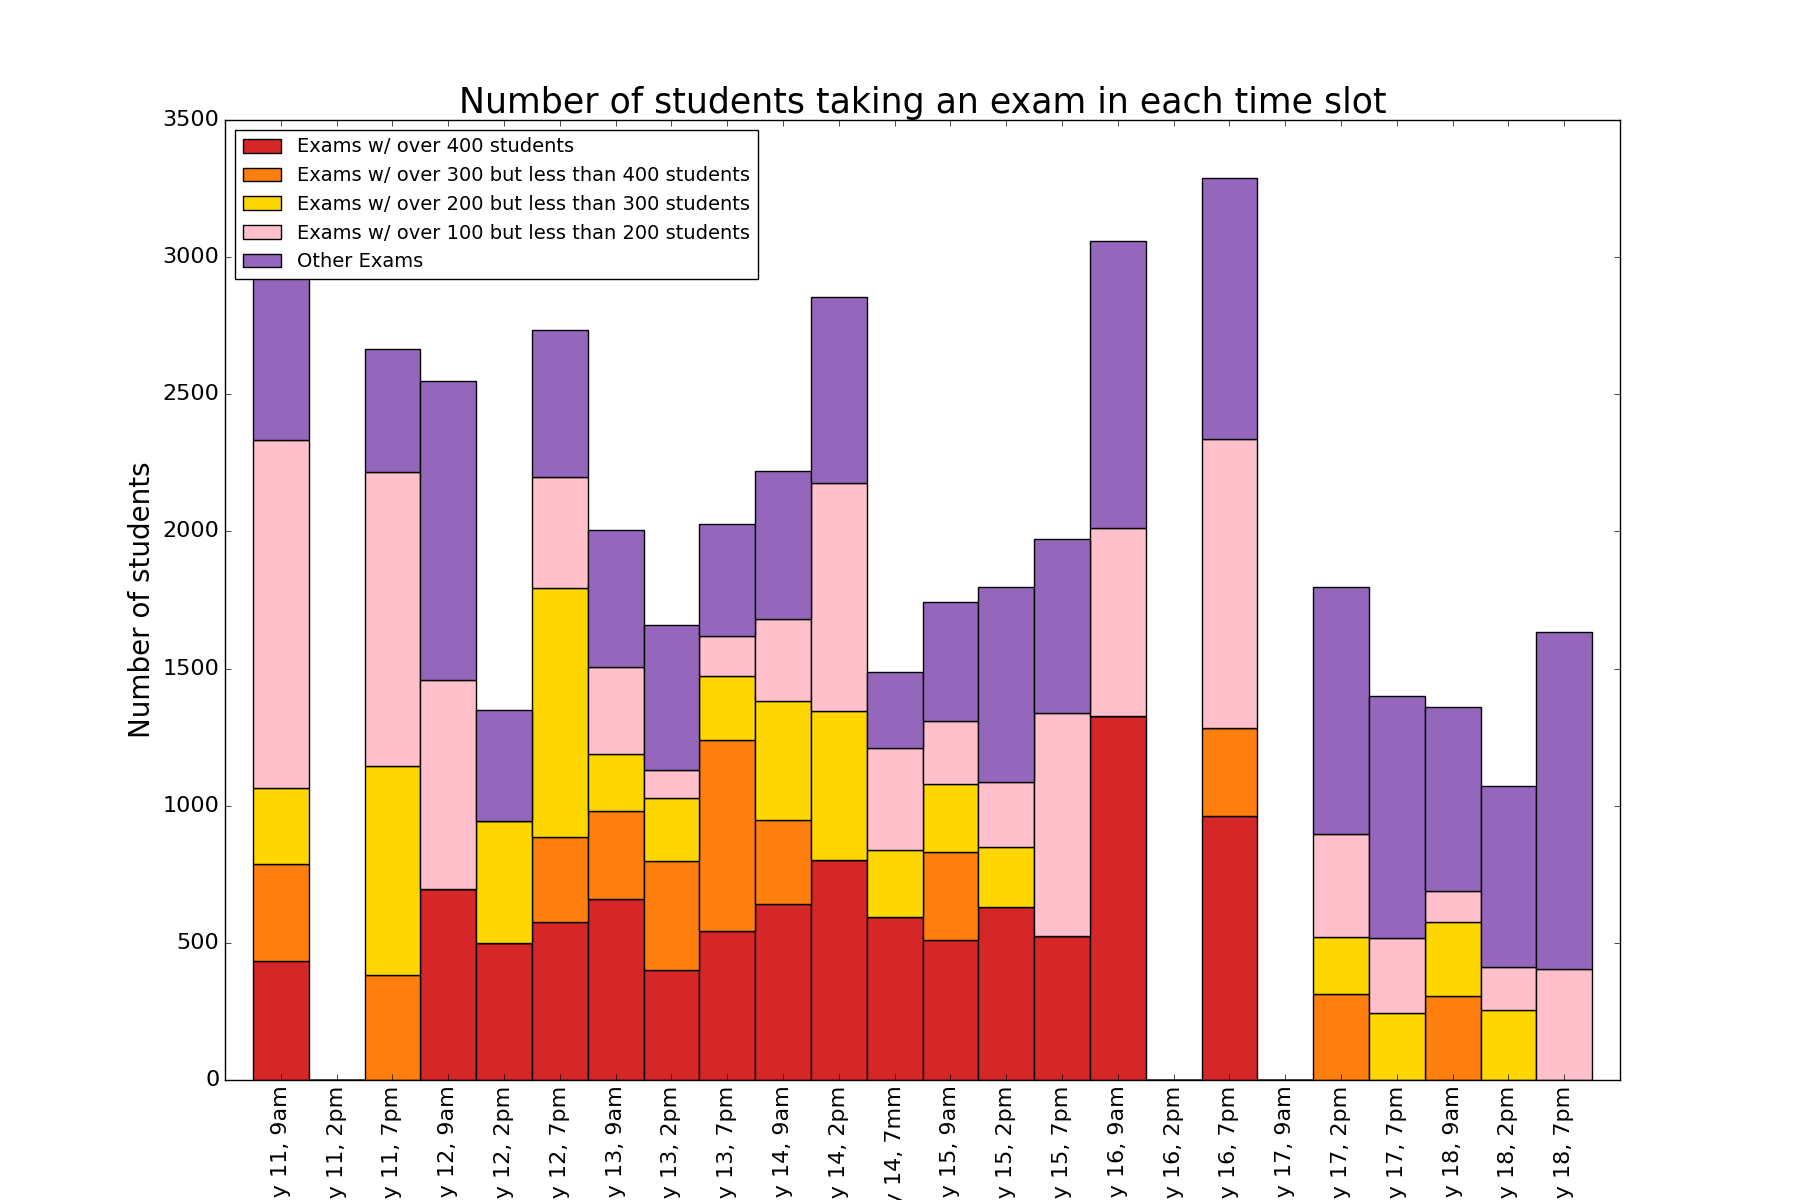 Number of students taking an exam in each time slot
3500
3000
2500
2000
1500
1000
500
0
Number of students
Exams w/ over 400 students
Exams w/ over 300 but less than 400 students
Exams w/ over 200 but less than 300 students
Exams w/ over 100 but less than 200 students
Other Exams
y 11, 9am
y 11, 2pm
y 11, 7pm
y 12, 9am
y 12, 2pm
y 12, 7pm
y 13, 9am
y 13, 2pm
y 13, 7pm
y 14, 9am
y 14, 2pm
y 14, 7mm
y 15, 9am
y 15, 2pm
y 15, 7pm
y 16, 9am
y 16, 2pm
y 16, 7pm
y 17, 9am
y 17, 2pm
y 17, 7pm
y 18, 9am
y 18, 2pm
y 18, 7pm